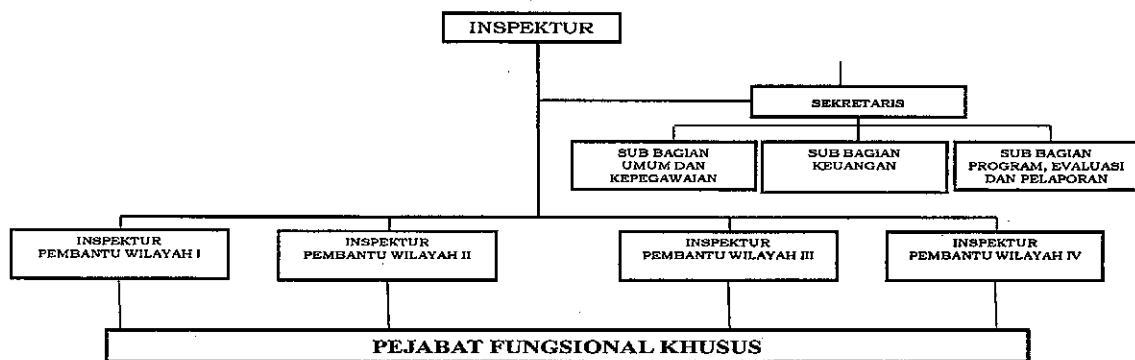 INSPEKTUR
SEKRETARIS
SUB BAGIAN
UMUM DAN
KEPEGAWAIAN
SUB BAGIAN
KEUANGAN
SUB BAGIAN
PROGRAM, EVALUASI
DAN PELAPORAN
INSPEKTUR
PEMBANTU WILAYAH I
INSPEKTUR
PEMBANTU WILAYAH II
INSPEKTUR
PEMBANTU WILAYAH III
INSPEKTUR
PEMBANTU WILAYAH IV
PEJABAT FUNGSIONAL KHUSUS